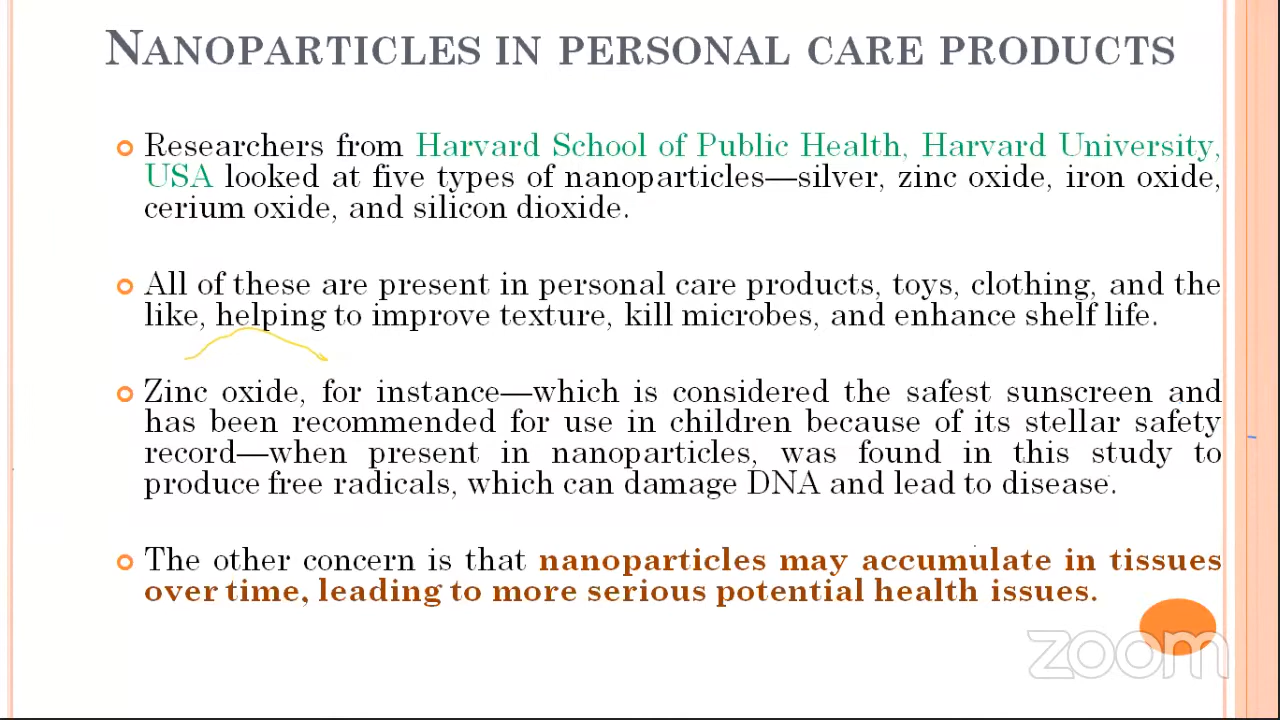 NANOPARTICLES IN PERSONAL CARE PRODUCTS
Researchers from Harvard School of Public Health, Harvard University,
USA looked at five types of nanoparticles—silver, zinc oxide, iron oxide,
cerium oxide, and silicon dioxide.
All of these are present in personal care products, toys, clothing, and the
like, helping to improve texture, kill microbes, and enhance shelf life.
Zinc oxide, for instance—which is considered the safest sunscreen and
has been recommended for use in children because of its stellar safety
record—when present in nanoparticles, was found in this study to
produce free radicals, which can damage DNA and lead to disease.
The other concern is that nanoparticles may accumulate in tissues
over time, leading to more serious potential health issues.
zoom